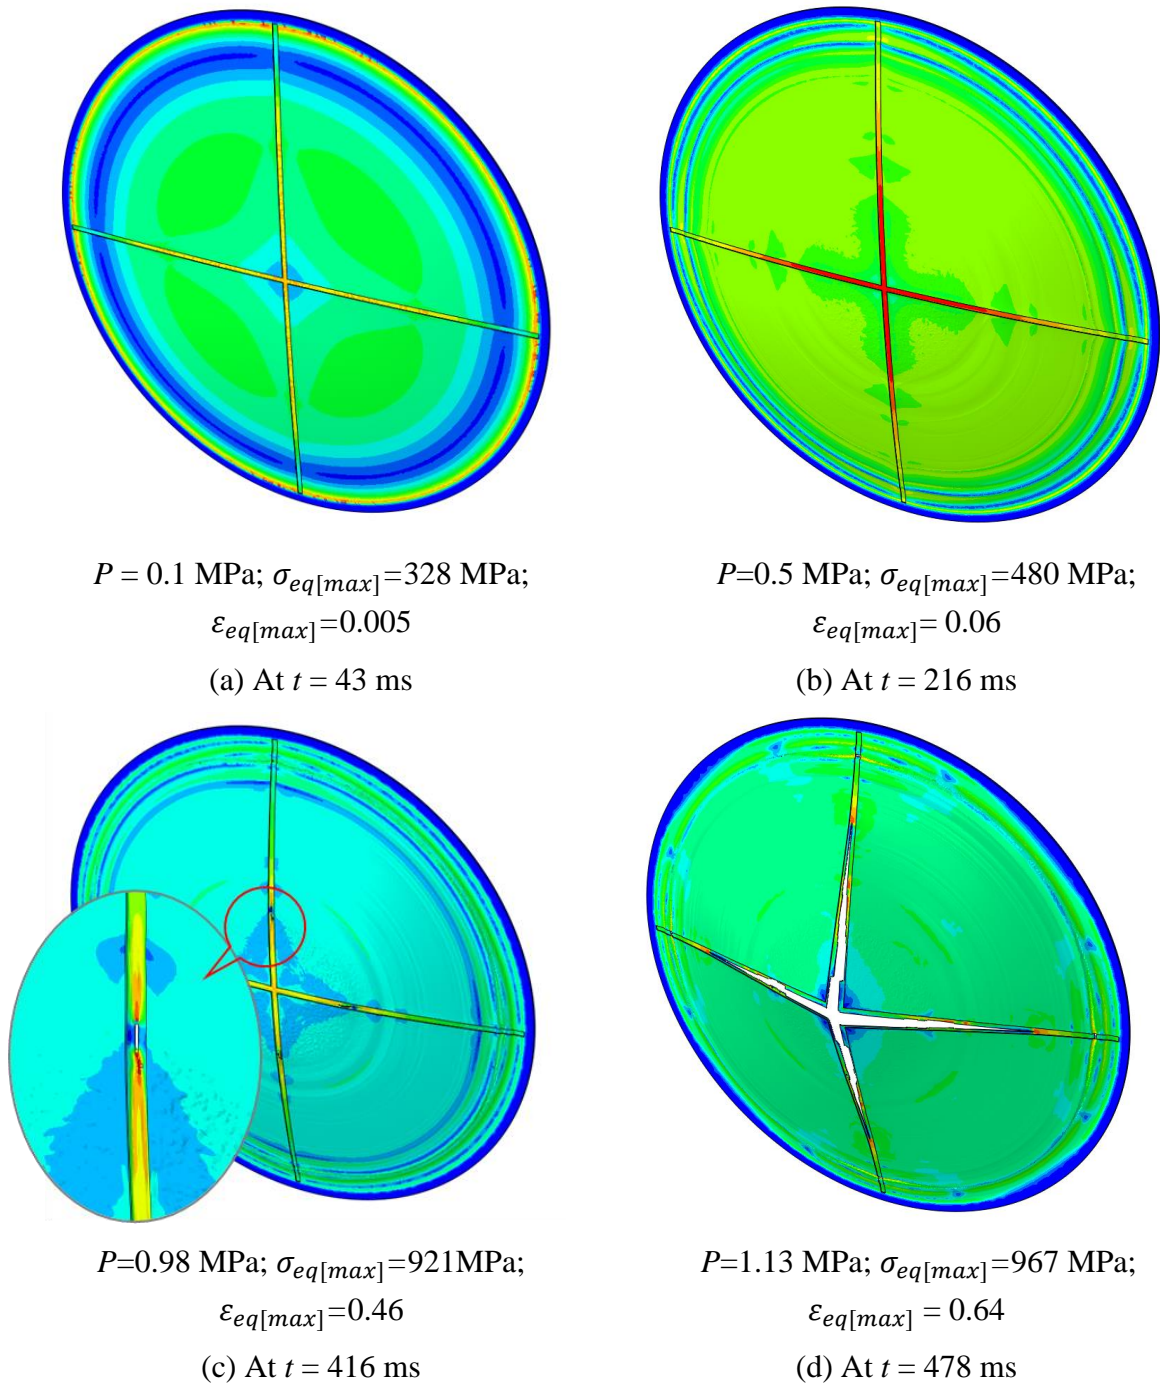 P = 0.1 MPa; σeq[max]=328 MPa;
εeq[max]=0.005
(a) At t = 43 ms
P=0.5 MPa; σeq[max]=480 MPa;
εeq[max]= 0.06
(b) At t = 216 ms
P=0.98 MPa; σeq[max]=921MPa;
εeq[max]=0.46
(c) At t = 416 ms
P=1.13 MPa; σeq[max]=967 MPa;
εeq[max] = 0.64
(d) At t = 478 ms